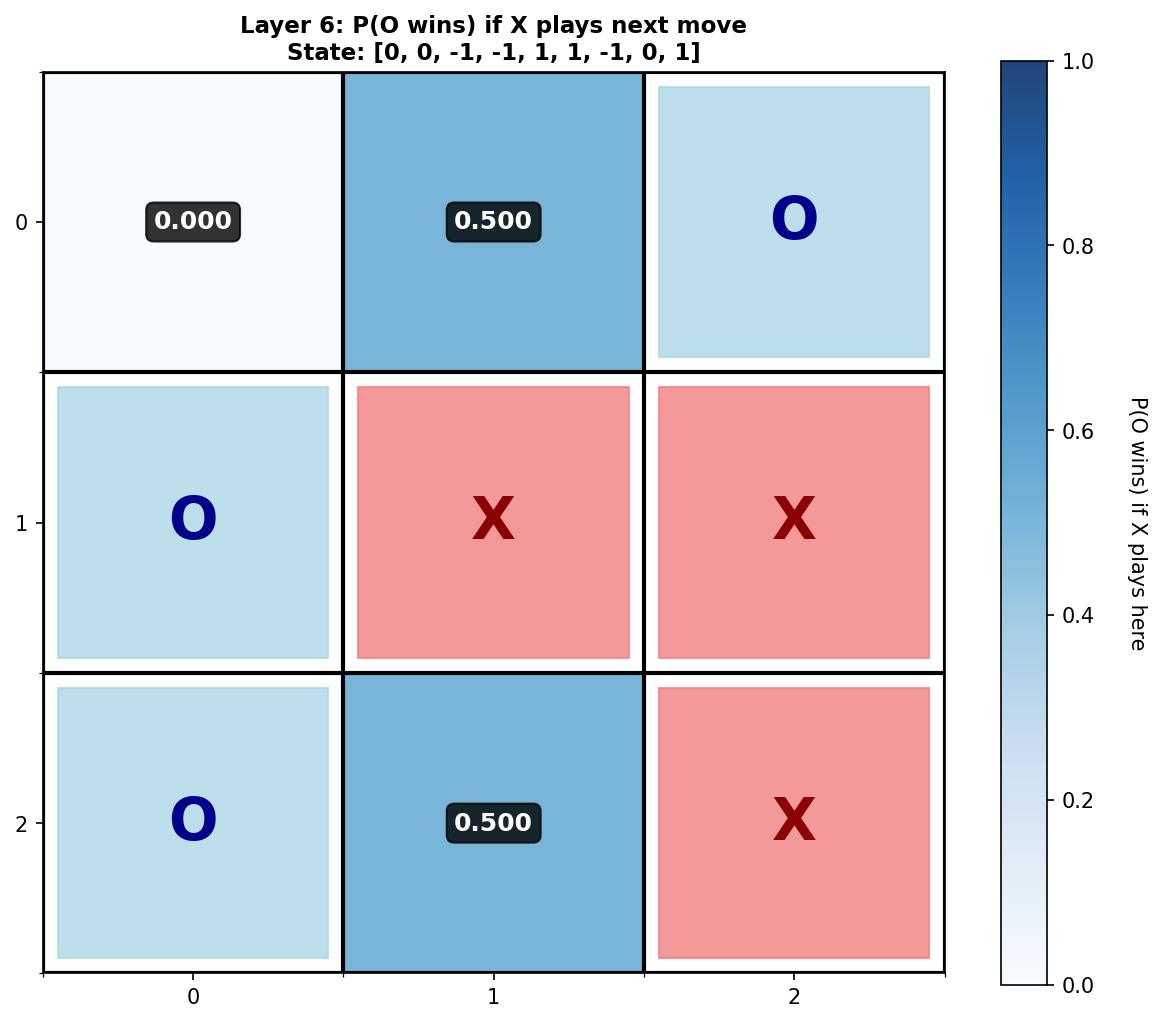 Layer 6: P(O wins) if X plays next move
State: [0, 0, -1, -1, 1, 1, -1, 0, 1]
0
0.000
0.500
O
1
O
X
X
2
O
0.500
X
0
1
2
1.0
0.8
0.6
0.4
0.2
0.0
P(O wins) if X plays here